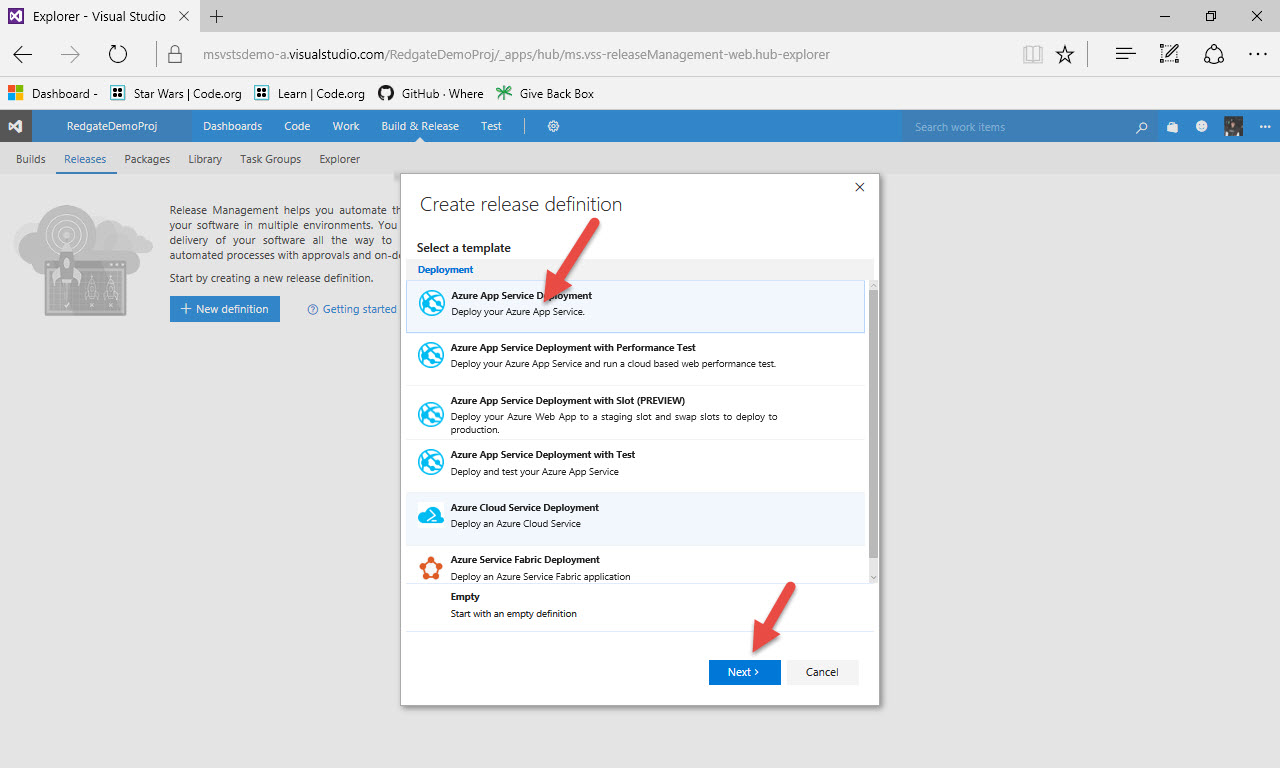 Explorer - Visual Studio
msvstsdemo-a.visualstudio.com/RedgateDemoProj/_apps/hub/ms.vss-releaseManagement-web.hub-explorer
Dashboard - Star Wars | Code.org Learn | Code.org GitHub · Where Give Back Box
RedgateDemoProj Dashboards Code Work Build & Release Test Search work items
Builds Releases Packages Library Task Groups Explorer
Release Management helps you automate th
your software in multiple environments. You
delivery of your software all the way to
automated processes with approvals and on-de
Start by creating a new release definition.
+ New definition Getting started
Create release definition
Select a template
Deployment
Azure App Service Deployment
Deploy your Azure App Service.
Azure App Service Deployment with Performance Test
Deploy your Azure App Service and run a cloud based web performance test.
Azure App Service Deployment with Slot (PREVIEW)
Deploy your Azure Web App to a staging slot and swap slots to deploy to
production.
Azure App Service Deployment with Test
Deploy and test your Azure App Service
Azure Cloud Service Deployment
Deploy an Azure Cloud Service
Azure Service Fabric Deployment
Deploy an Azure Service Fabric application
Empty
Start with an empty definition
Next > Cancel